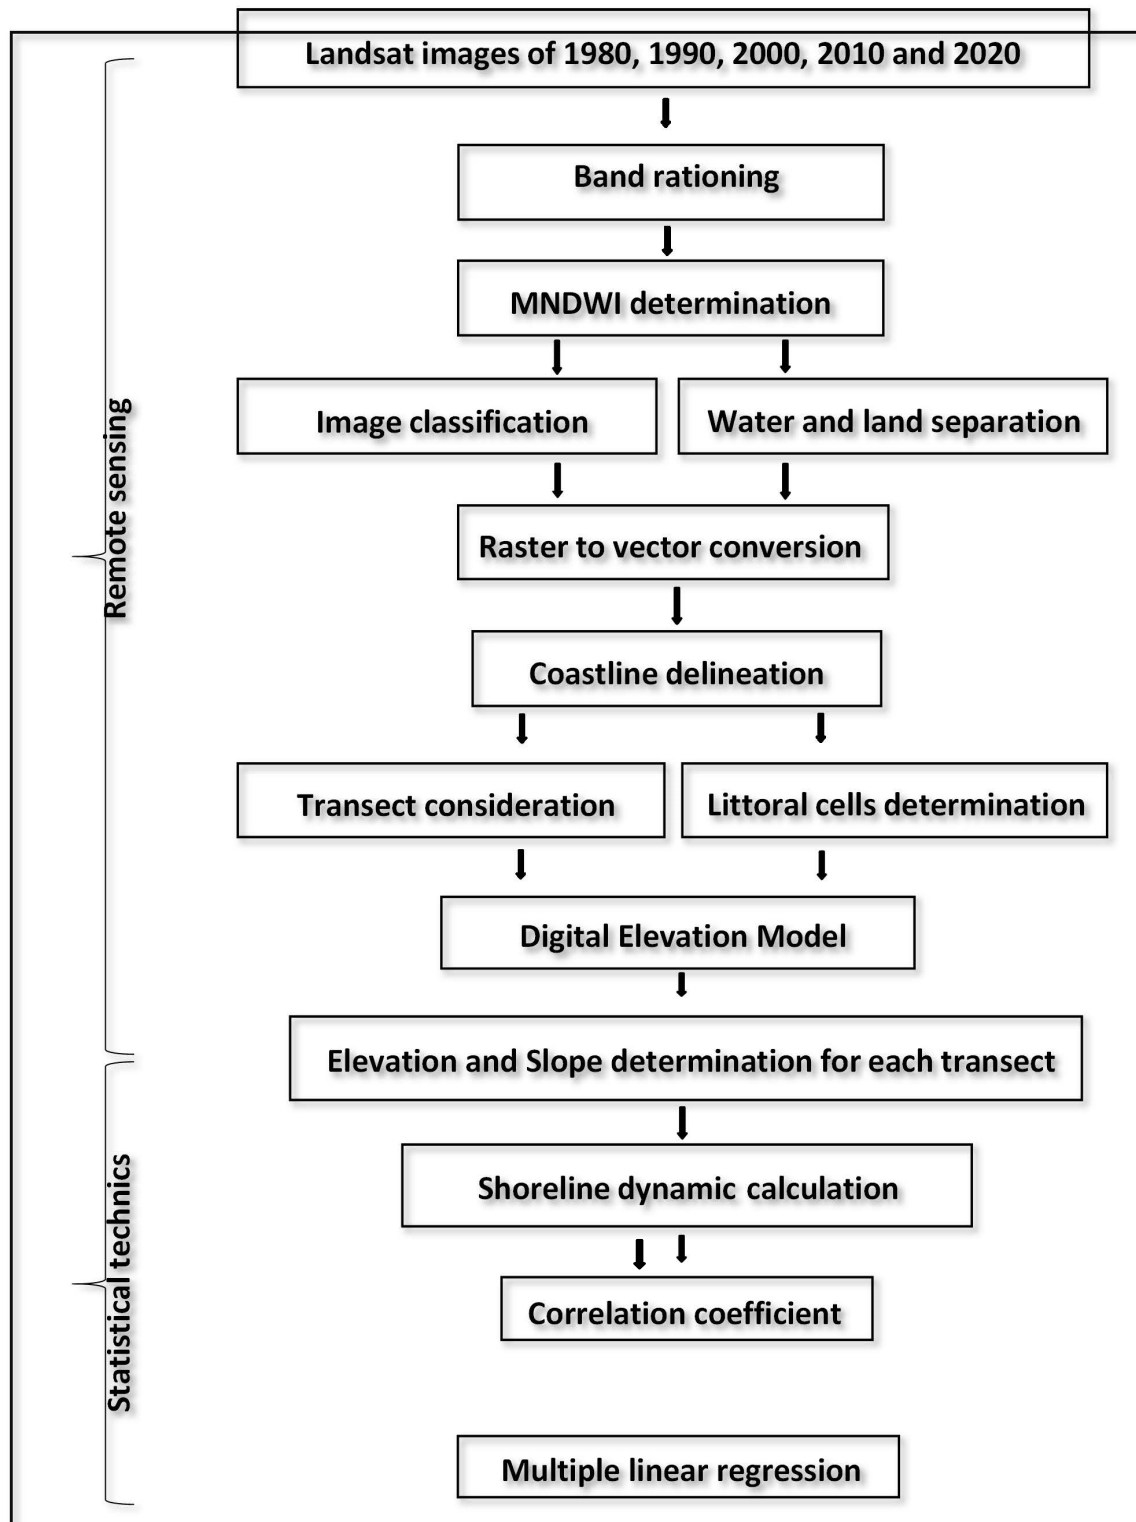 Landsat images of 1980, 1990, 2000, 2010 and 2020
Band rationing
MNDWI determination
Image classification
Water and land separation
Raster to vector conversion
Coastline delineation
Transect consideration
Littoral cells determination
Digital Elevation Model
Elevation and Slope determination for each transect
Shoreline dynamic calculation
Correlation coefficient
Multiple linear regression
Remote sensing
Statistical technics